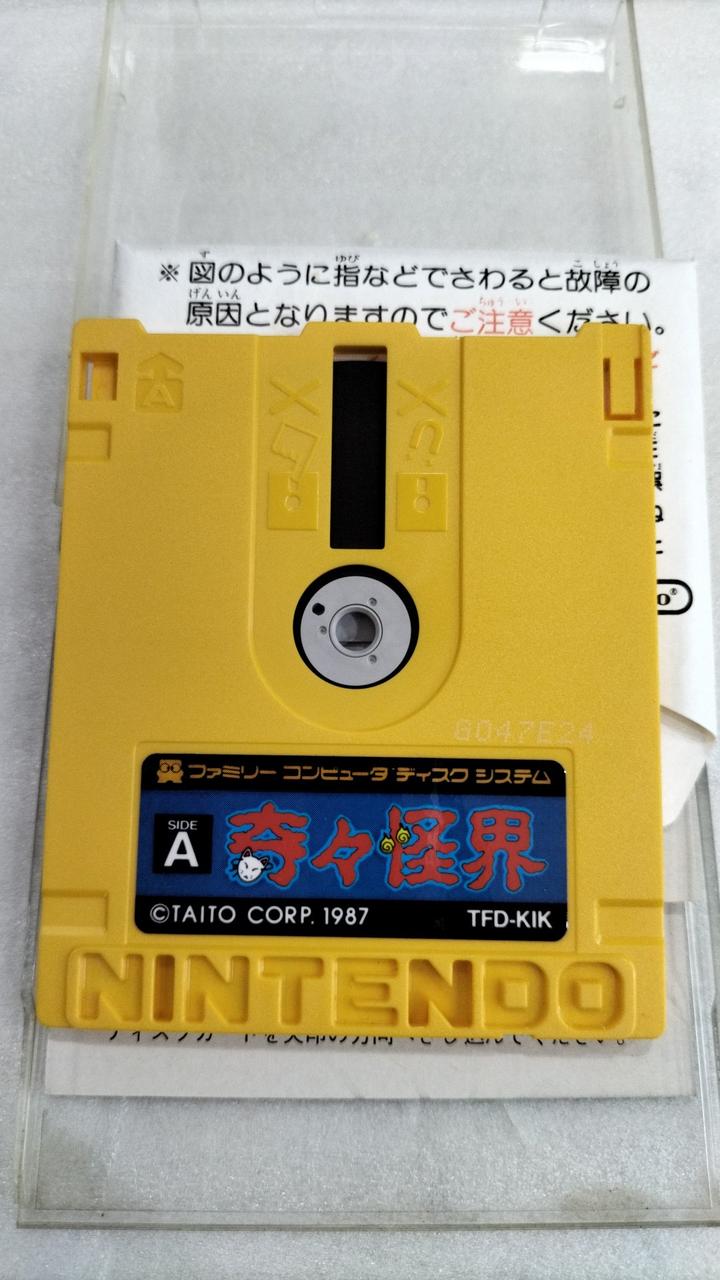 ※図のように指などでさわると故障の
原因となりますのでご注意ください。
A
G047E24
ファミリー コンピュータ ディスク システム
SIDE
A
奇々怪界
©TAITO CORP. 1987
TFD-KIK
NINTENDO